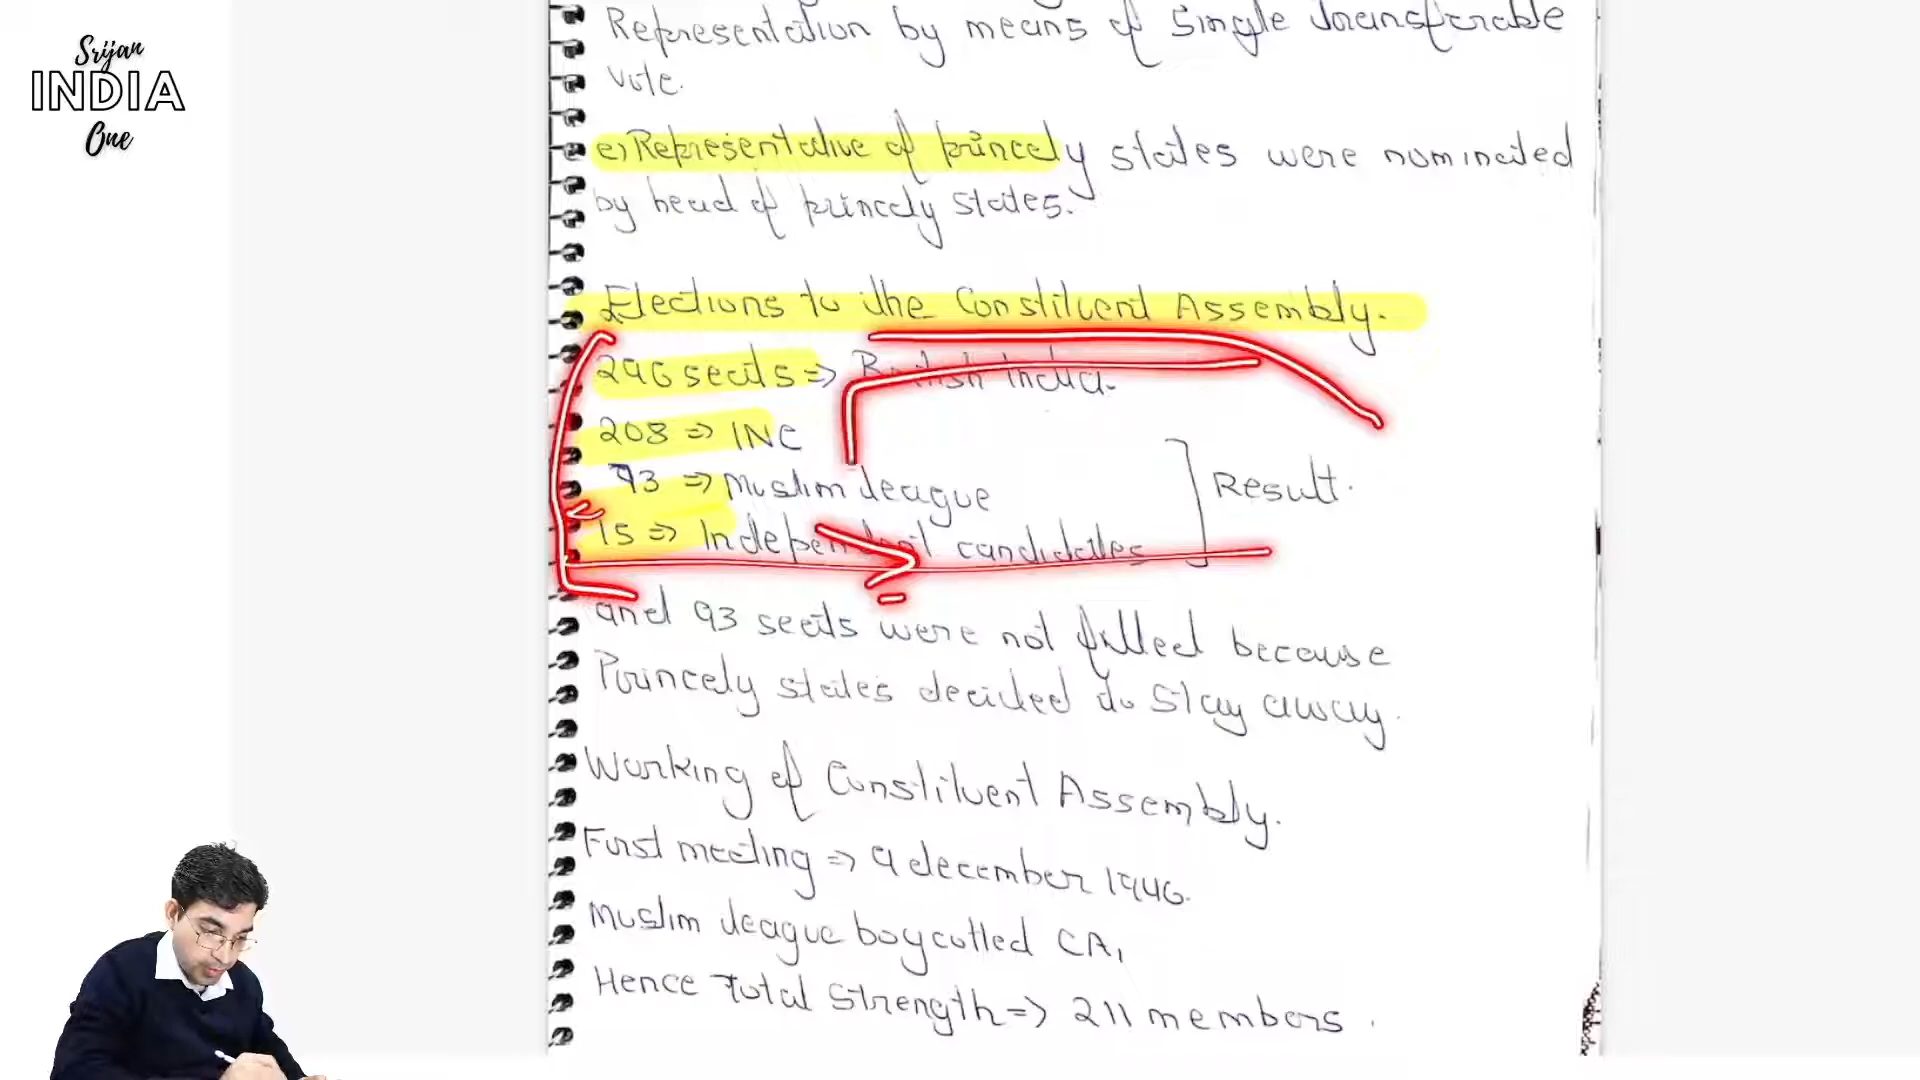 Srijan
INDIA
One
Representation by means of Single transferable
vote.
e) Representative of princely states were nominated
by head of princely states.
Elections to the Constituent Assembly.
296 seats => British India.
208 => INC
73 => Muslim League
15 => Independent candidates
Result.
and 93 seats were not filled because
Princely states decided to stay away.
Working of Constituent Assembly.
First meeting => 9 december 1946.
Muslim League boycotted CA,
Hence Total Strength => 211 members.